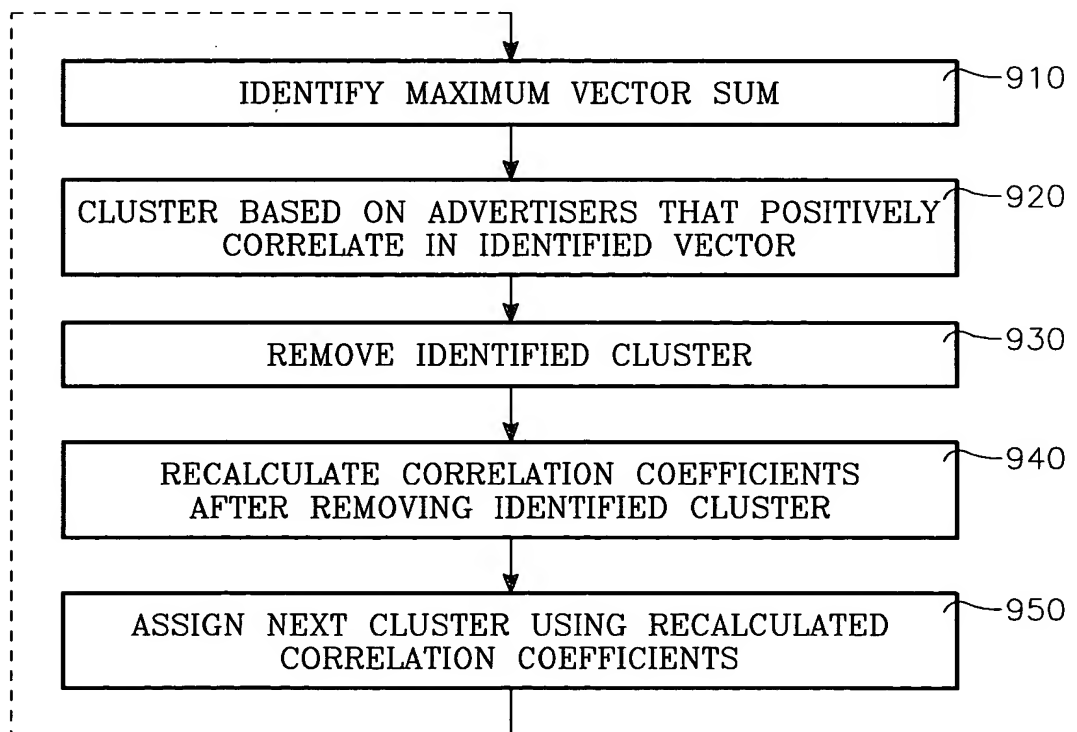 IDENTIFY MAXIMUM VECTOR SUM
910
CLUSTER BASED ON ADVERTISERS THAT POSITIVELY
CORRELATE IN IDENTIFIED VECTOR
920
REMOVE IDENTIFIED CLUSTER
930
RECALCULATE CORRELATION COEFFICIENTS
AFTER REMOVING IDENTIFIED CLUSTER
940
ASSIGN NEXT CLUSTER USING RECALCULATED
CORRELATION COEFFICIENTS
950